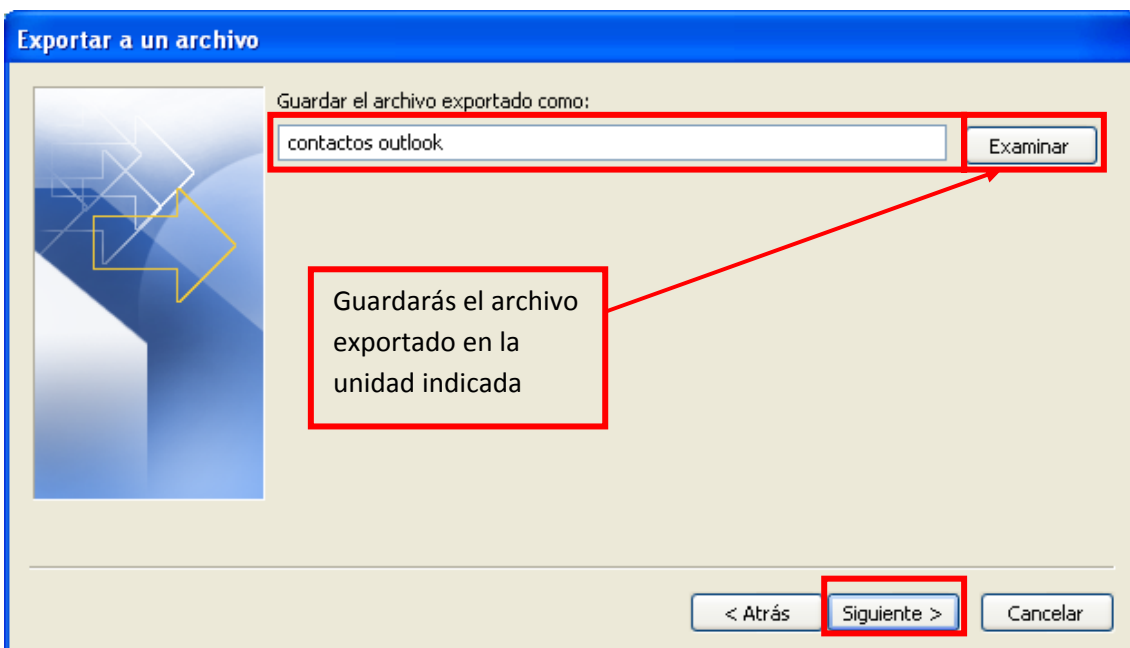 Exportar a un archivo
Guardar el archivo exportado como:
contactos outlook
Examinar
Guardarás el archivo
exportado en la
unidad indicada
< Atrás
Siguiente >
Cancelar